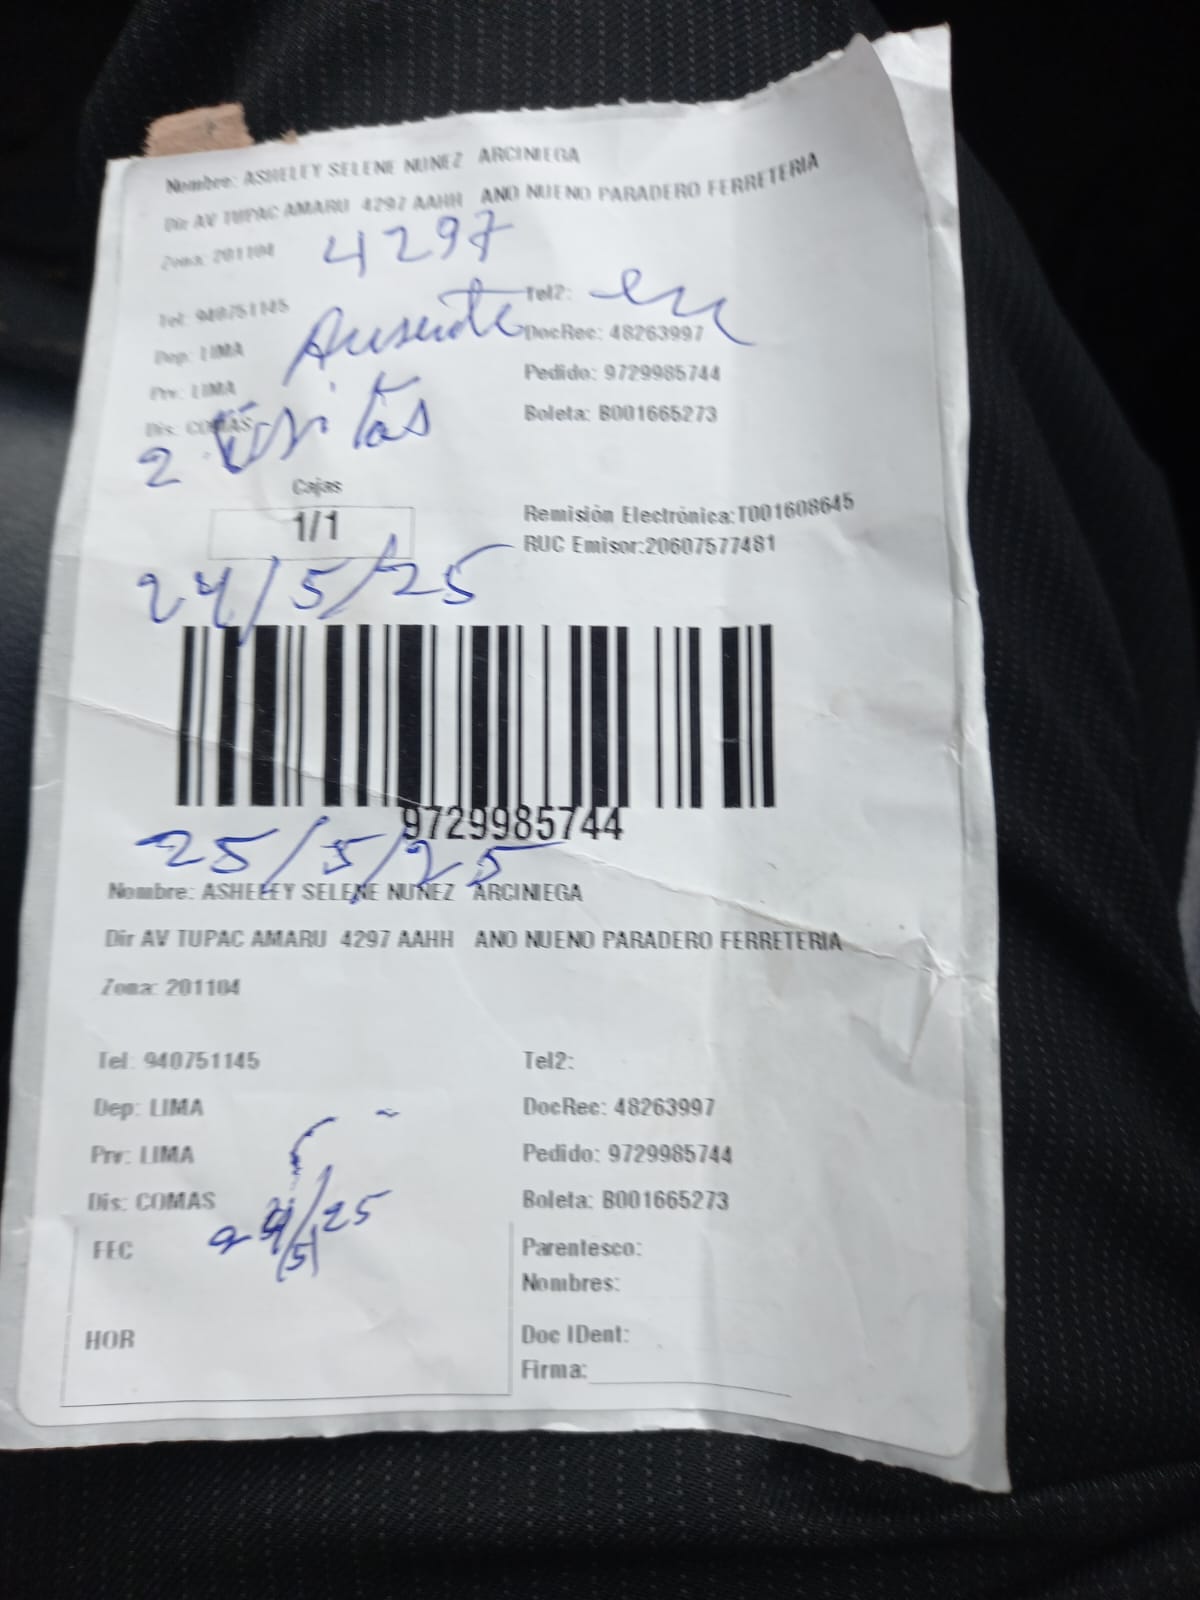 Nombre: ASHELEY SELENE NUNEZ ARCINIEGA
Dir AV TUPAC AMARU 4297 AAHH ANO NUENO PARADERO FERRETERIA
Zona: 201104
4297
Tel: 940751145 Tel2:
Ausente en
Dep: LIMA DocRec: 48263997
Prv: LIMA Pedido: 9729985744
Dis: COMAS Boleta: B001665273
2 Visitas
Cajas
1/1
Remisión Electrónica:T001608645
RUC Emisor:20607577481
24/5/25
9729985744
25/5/25
Nombre: ASHELEY SELENE NUNEZ ARCINIEGA
Dir AV TUPAC AMARU 4297 AAHH ANO NUENO PARADERO FERRETERIA
Zona: 201104
Tel: 940751145 Tel2:
Dep: LIMA DocRec: 48263997
Prv: LIMA Pedido: 9729985744
Dis: COMAS Boleta: B001665273
FEC Parentesco:
Nombres:
HOR Doc IDent:
Firma: